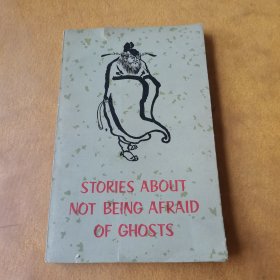 STORIES ABOUT
NOT BEING AFRAID
OF GHOSTS